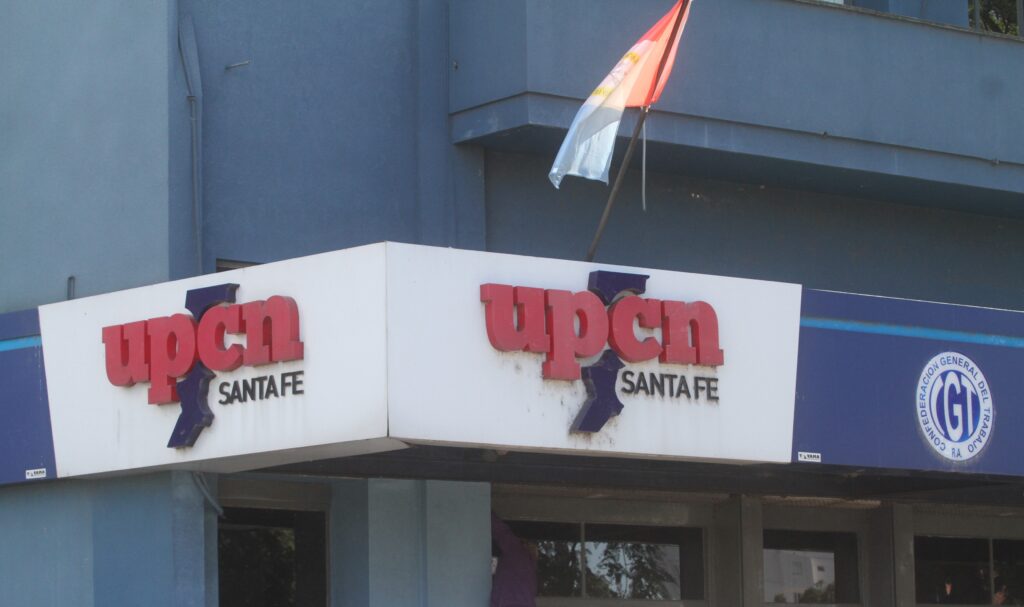 upcn
SANTA FE
upcn
SANTA FE
CONFEDERACION GENERAL DEL TRABAJO
CGT
R.A.